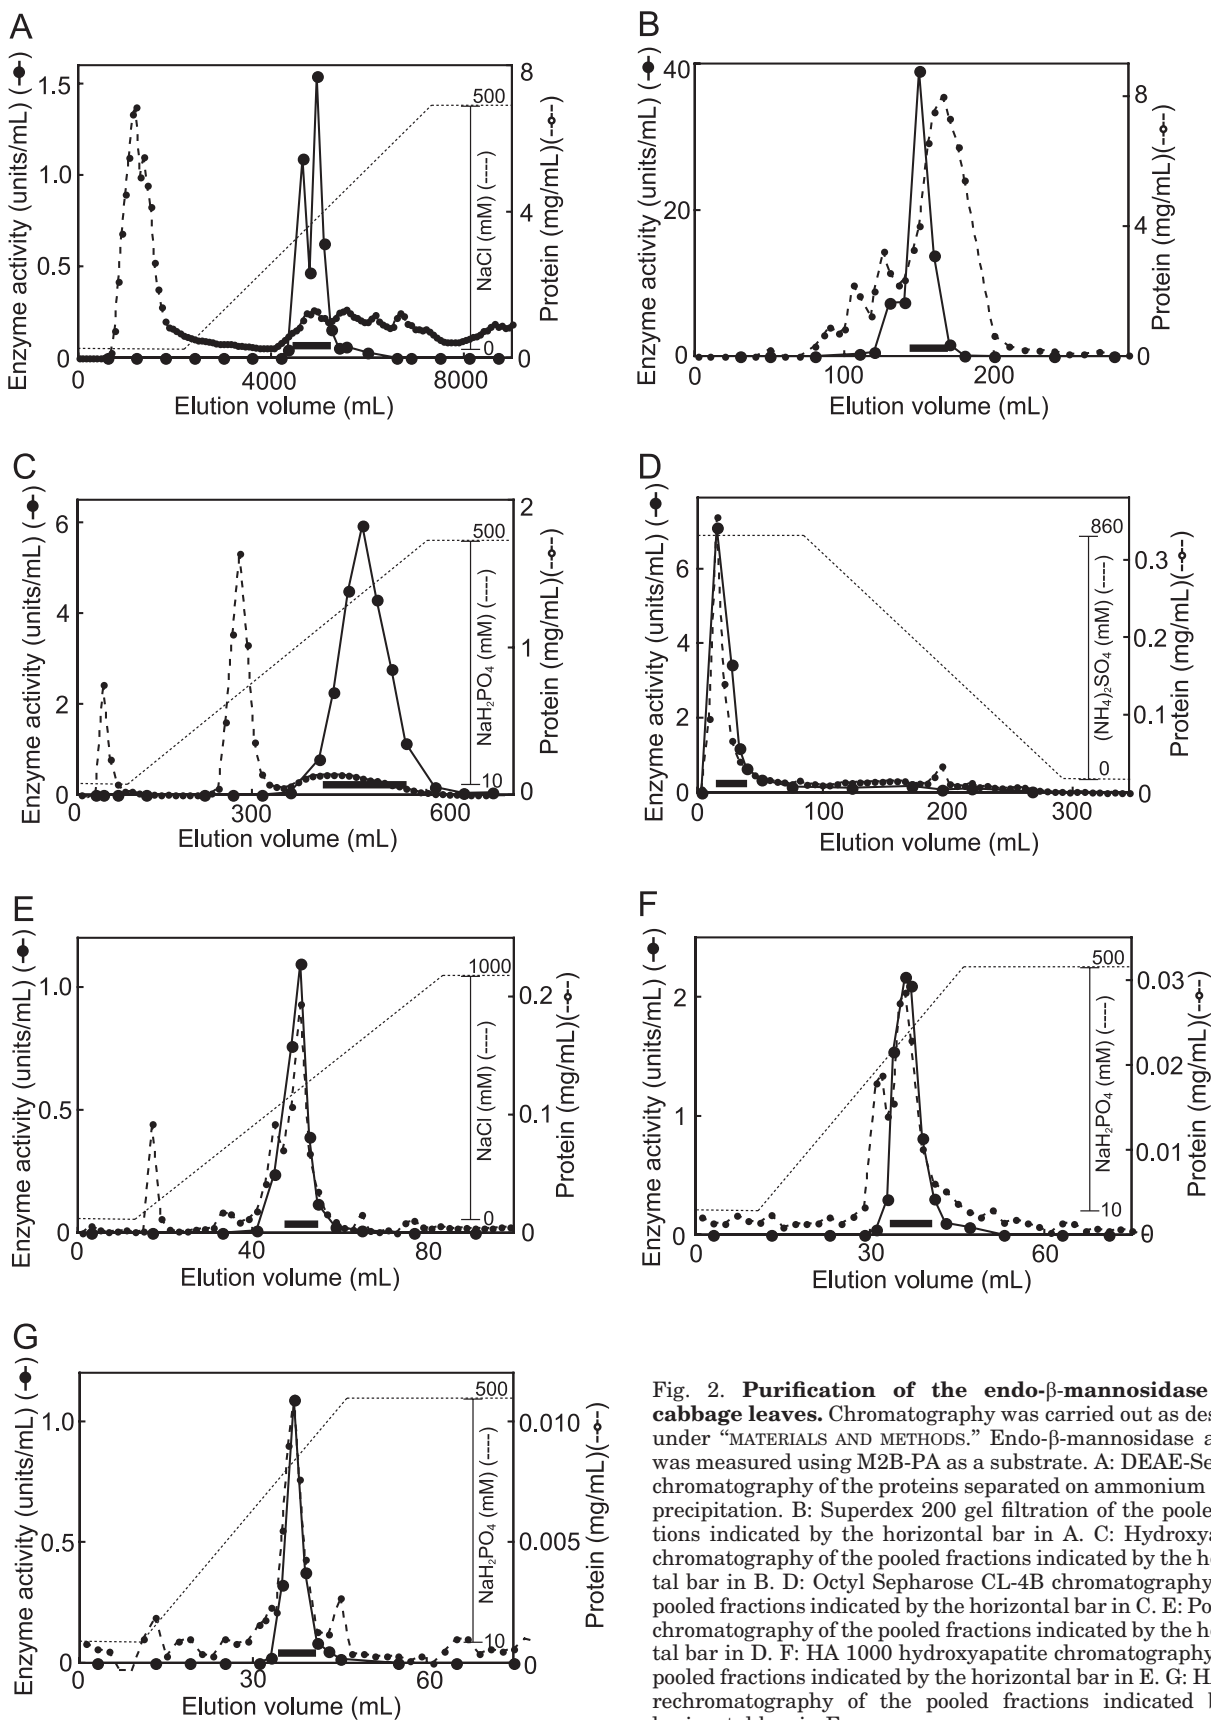 A
Enzyme activity (units/mL) (—●—)
1.5
1.0
0.5
0
0 4000 8000
Elution volume (mL)
500
NaCl (mM) (-----)
0
8
4
0
Protein (mg/mL)(--o--)
B
Enzyme activity (units/mL) (—●—)
40
20
0
0 100 200
Elution volume (mL)
8
4
0
Protein (mg/mL)(--o--)
C
Enzyme activity (units/mL) (—●—)
6
4
2
0
0 300 600
Elution volume (mL)
500
NaH₂PO₄ (mM) (-----)
10
2
1
0
Protein (mg/mL)(--o--)
D
Enzyme activity (units/mL) (—●—)
6
4
2
0
0 100 200 300
Elution volume (mL)
860
(NH₄)₂SO₄ (mM) (-----)
0
0.3
0.2
0.1
0
Protein (mg/mL)(--o--)
E
Enzyme activity (units/mL) (—●—)
1.0
0.5
0
0 40 80
Elution volume (mL)
1000
NaCl (mM) (-----)
0
0.2
0.1
0
Protein (mg/mL)(--o--)
F
Enzyme activity (units/mL) (—●—)
2
1
0
0 30 60
Elution volume (mL)
500
NaH₂PO₄ (mM) (-----)
10
0.03
0.02
0.01
0
Protein (mg/mL)(--o--)
G
Enzyme activity (units/mL) (—●—)
1.0
0.5
0
0 30 60
Elution volume (mL)
500
NaH₂PO₄ (mM) (-----)
10
0.010
0.005
0
Protein (mg/mL)(--o--)
Fig. 2. Purification of the endo-β-mannosidase
cabbage leaves. Chromatography was carried out as des
under “MATERIALS AND METHODS.” Endo-β-mannosidase a
was measured using M2B-PA as a substrate. A: DEAE-Se
chromatography of the proteins separated on ammonium
precipitation. B: Superdex 200 gel filtration of the poole
tions indicated by the horizontal bar in A. C: Hydroxya
chromatography of the pooled fractions indicated by the ho
tal bar in B. D: Octyl Sepharose CL-4B chromatography
pooled fractions indicated by the horizontal bar in C. E: Po
chromatography of the pooled fractions indicated by the ho
tal bar in D. F: HA 1000 hydroxyapatite chromatography
pooled fractions indicated by the horizontal bar in E. G: H
rechromatography of the pooled fractions indicated b